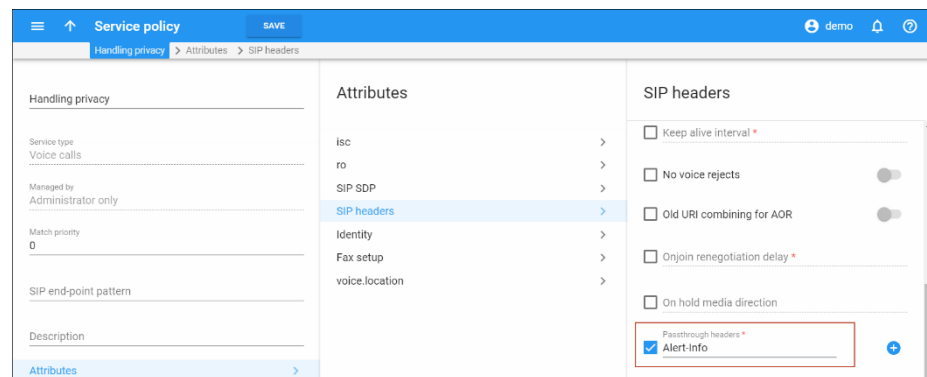 Service policy SAVE demo
Handling privacy > Attributes > SIP headers
Handling privacy
Service type
Voice calls
Managed by
Administrator only
Match priority
0
SIP end-point pattern
Description
Attributes
Attributes
isc
ro
SIP SDP
SIP headers
Identity
Fax setup
voice.location
SIP headers
Keep alive interval *
No voice rejects
Old URI combining for AOR
Onjoin renegotiation delay *
On hold media direction
Passthrough headers *
Alert-Info